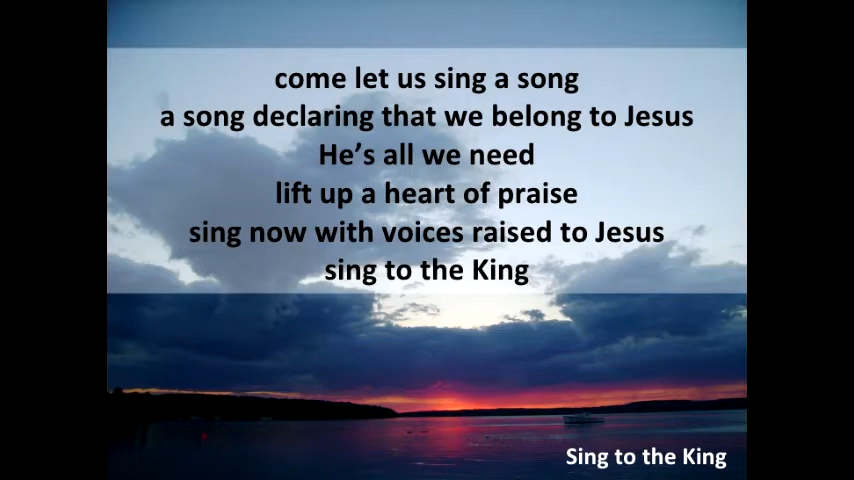 come let us sing a song
a song declaring that we belong to Jesus
He’s all we need
lift up a heart of praise
sing now with voices raised to Jesus
sing to the King
Sing to the King